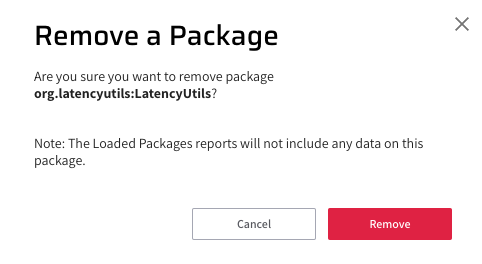 Remove a Package
Are you sure you want to remove package
org.latencyutils:LatencyUtils?
Note: The Loaded Packages reports will not include any data on this
package.
Cancel
Remove